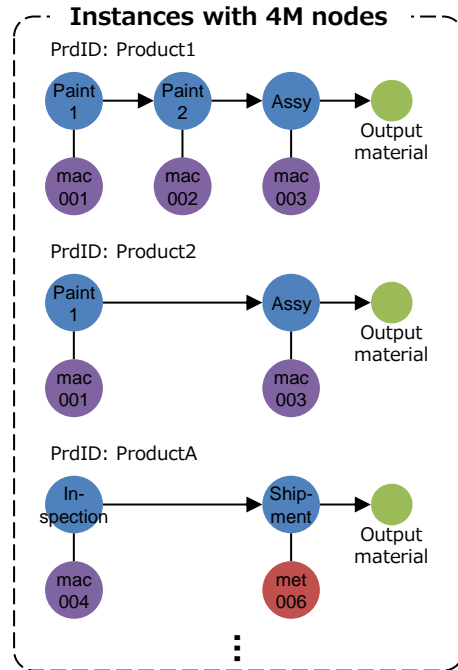 Instances with 4M nodes
PrdID: Product1
Paint
1
Paint
2
Assy
Output
material
mac
001
mac
002
mac
003
PrdID: Product2
Paint
1
Assy
Output
material
mac
001
mac
003
PrdID: ProductA
In-
spection
Ship-
ment
Output
material
mac
004
met
006
⋮